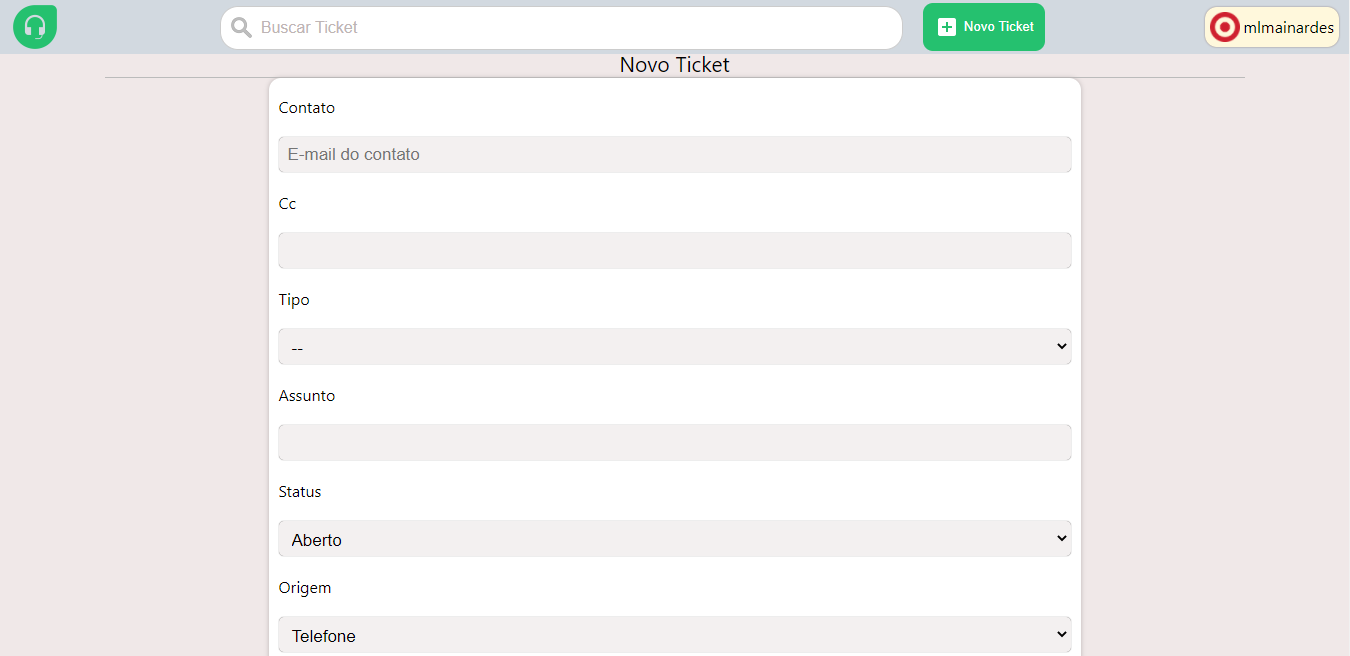 Buscar Ticket
Novo Ticket
mlmainardes
Novo Ticket
Contato
E-mail do contato
Cc
Tipo
--
Assunto
Status
Aberto
Origem
Telefone